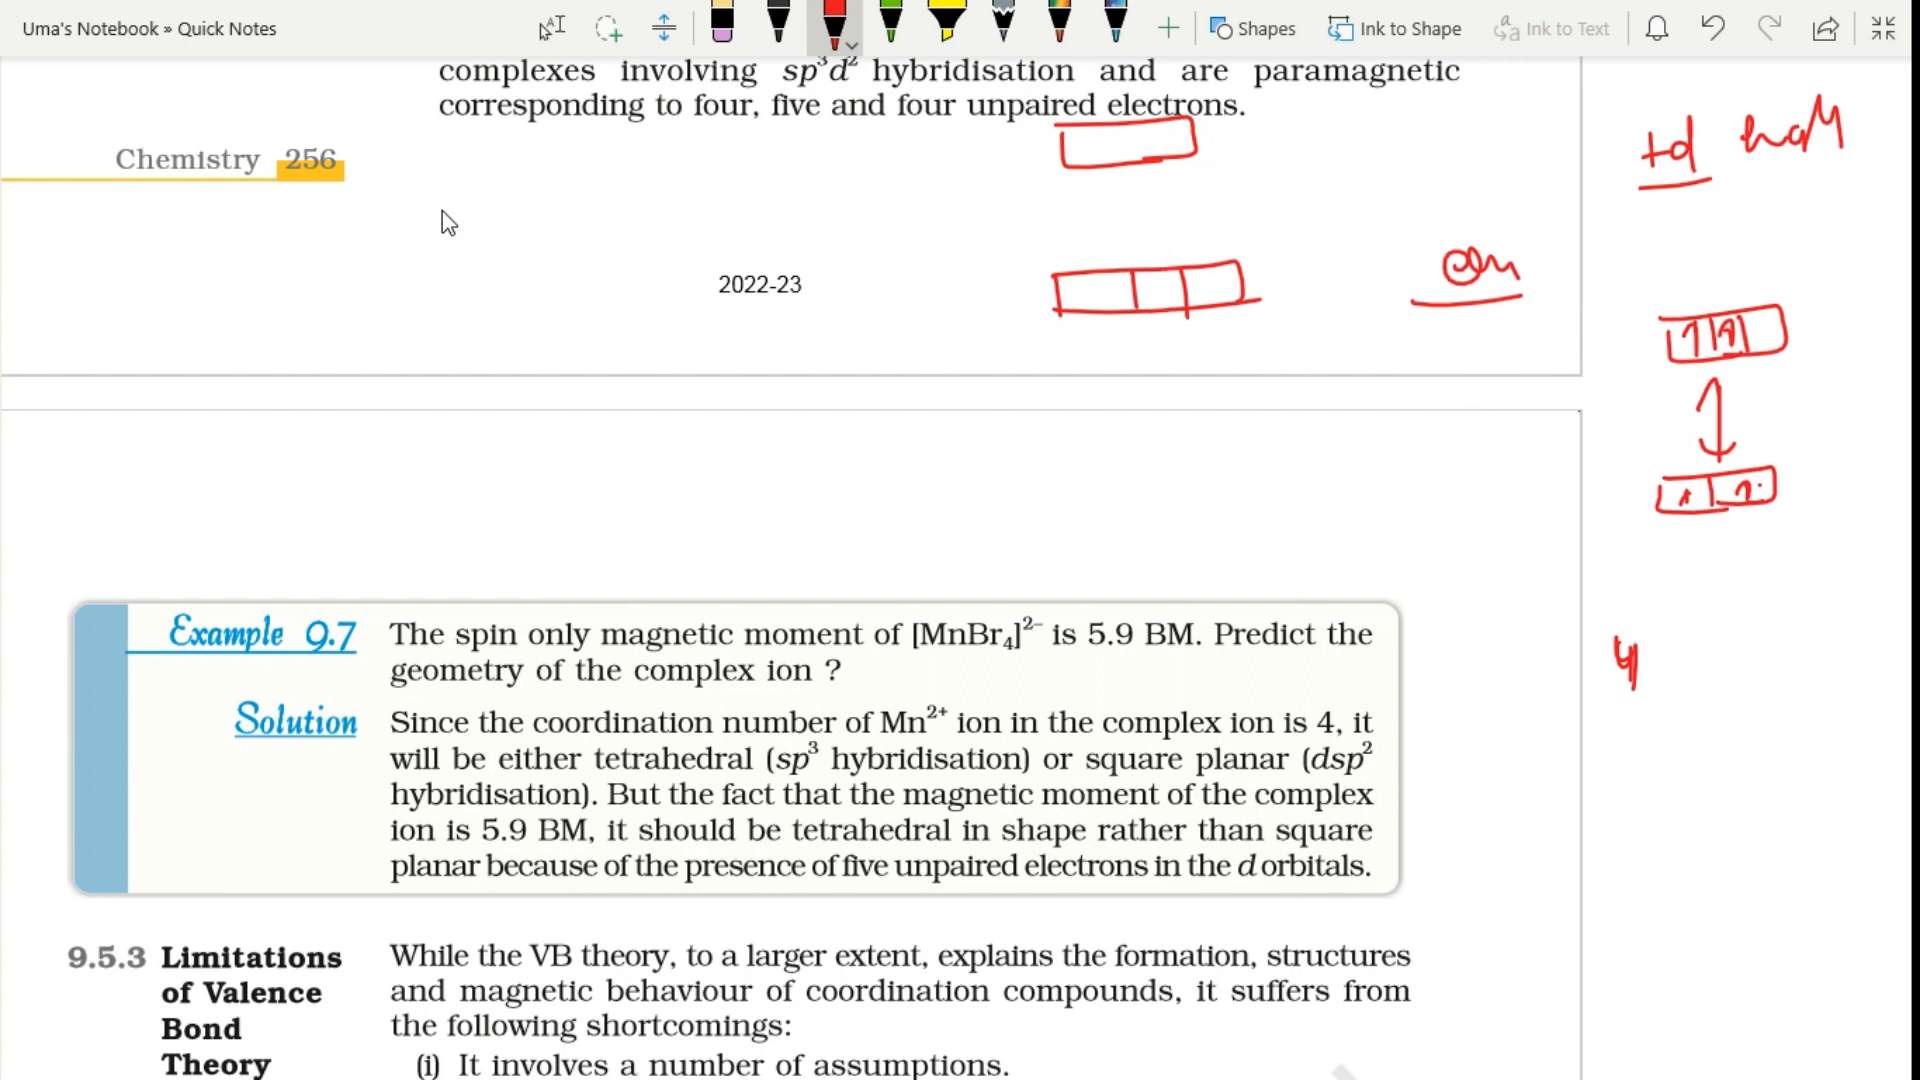 Uma's Notebook » Quick Notes
Shapes
Ink to Shape
Ink to Text
complexes involving sp³d² hybridisation and are paramagnetic
corresponding to four, five and four unpaired electrons.
Chemistry 256
2022-23
Example 9.7
The spin only magnetic moment of [MnBr₄]²⁻ is 5.9 BM. Predict the
geometry of the complex ion ?
Solution
Since the coordination number of Mn²⁺ ion in the complex ion is 4, it
will be either tetrahedral (sp³ hybridisation) or square planar (dsp²
hybridisation). But the fact that the magnetic moment of the complex
ion is 5.9 BM, it should be tetrahedral in shape rather than square
planar because of the presence of five unpaired electrons in the d orbitals.
9.5.3 Limitations
of Valence
Bond
Theory
While the VB theory, to a larger extent, explains the formation, structures
and magnetic behaviour of coordination compounds, it suffers from
the following shortcomings:
(i) It involves a number of assumptions.